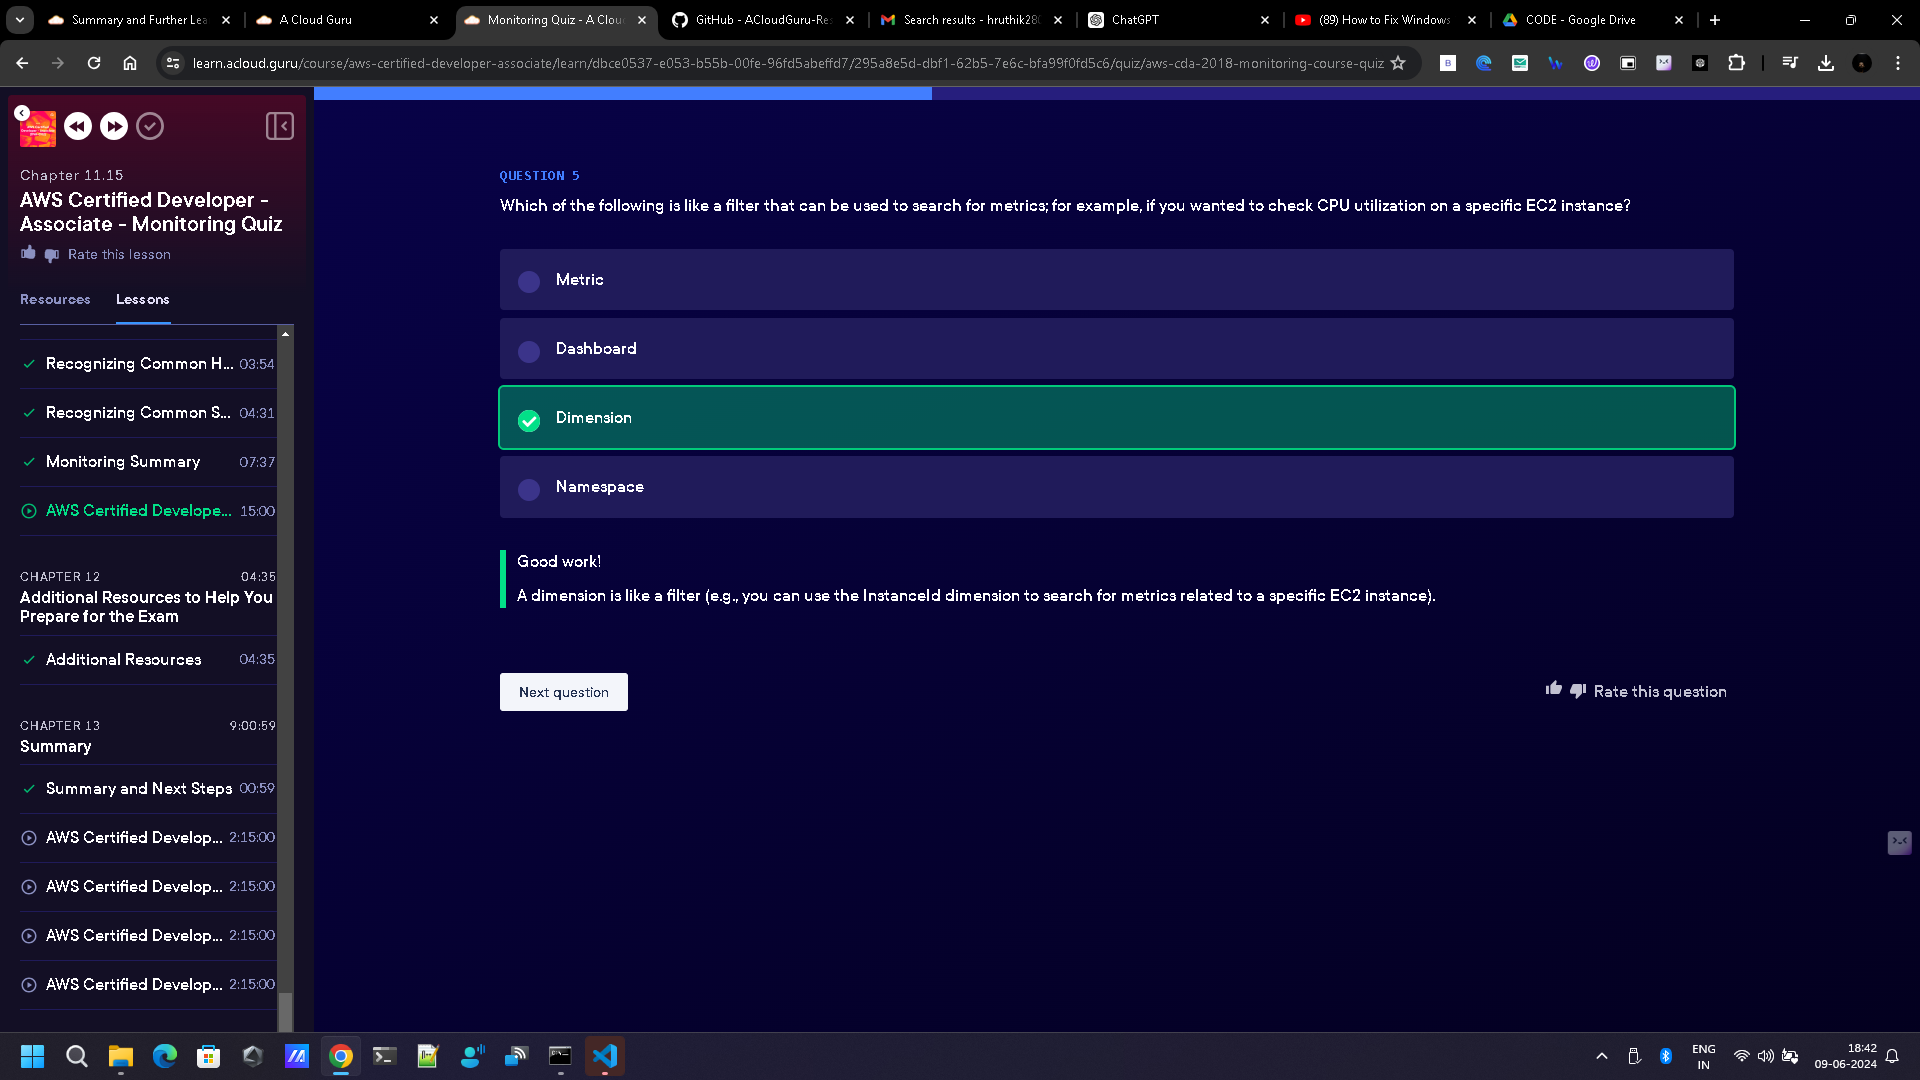 Summary and Further Lea
A Cloud Guru
Monitoring Quiz - A Clou
GitHub - ACloudGuru-Res
Search results - hruthik280
ChatGPT
(89) How to Fix Windows
CODE - Google Drive
learn.acloud.guru/course/aws-certified-developer-associate/learn/dbce0537-e053-b55b-00fe-96fd5abeffd7/295a8e5d-dbf1-62b5-7e6c-bfa99f0fd5c6/quiz/aws-cda-2018-monitoring-course-quiz
Chapter 11.15
AWS Certified Developer -
Associate - Monitoring Quiz
Rate this lesson
Resources
Lessons
Recognizing Common H... 03:54
Recognizing Common S... 04:31
Monitoring Summary 07:37
AWS Certified Develope... 15:00
CHAPTER 12 04:35
Additional Resources to Help You
Prepare for the Exam
Additional Resources 04:35
CHAPTER 13 9:00:59
Summary
Summary and Next Steps 00:59
AWS Certified Develop... 2:15:00
AWS Certified Develop... 2:15:00
AWS Certified Develop... 2:15:00
AWS Certified Develop... 2:15:00
QUESTION 5
Which of the following is like a filter that can be used to search for metrics; for example, if you wanted to check CPU utilization on a specific EC2 instance?
Metric
Dashboard
Dimension
Namespace
Good work!
A dimension is like a filter (e.g., you can use the InstanceId dimension to search for metrics related to a specific EC2 instance).
Next question
Rate this question
ENG
IN
18:42
09-06-2024